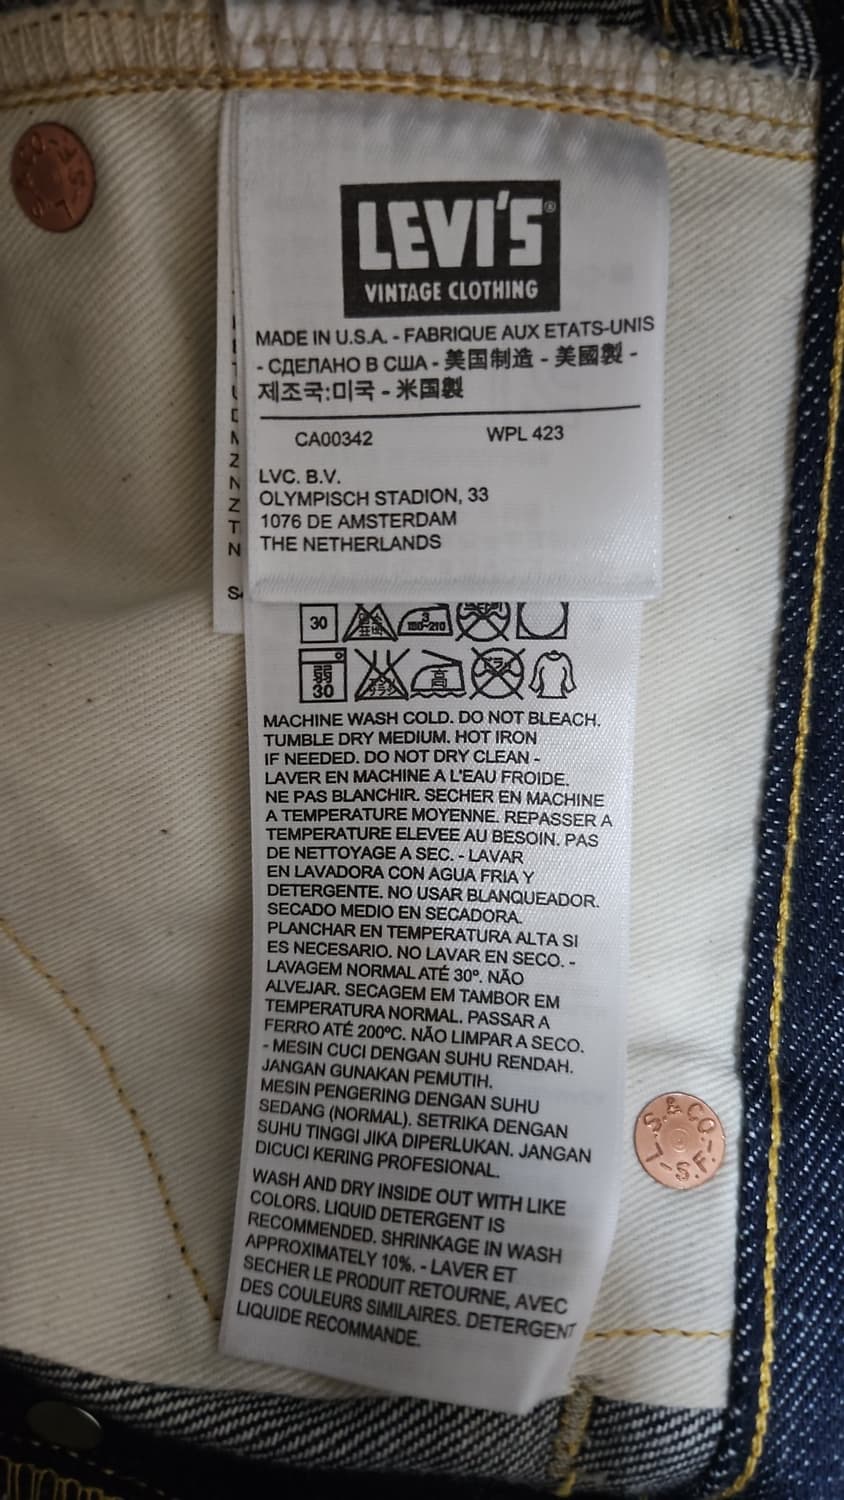 LEVI'S®
VINTAGE CLOTHING
MADE IN U.S.A. - FABRIQUE AUX ETATS-UNIS
- СДЕЛАНО В США - 美国制造 - 美國製 -
제조국:미국 - 米国製
CA00342 WPL 423
LVC. B.V.
OLYMPISCH STADION, 33
1076 DE AMSTERDAM
THE NETHERLANDS
30 3 180~210
弱 30 高
MACHINE WASH COLD. DO NOT BLEACH.
TUMBLE DRY MEDIUM. HOT IRON
IF NEEDED. DO NOT DRY CLEAN -
LAVER EN MACHINE A L'EAU FROIDE.
NE PAS BLANCHIR. SECHER EN MACHINE
A TEMPERATURE MOYENNE. REPASSER A
TEMPERATURE ELEVEE AU BESOIN. PAS
DE NETTOYAGE A SEC. - LAVAR
EN LAVADORA CON AGUA FRIA Y
DETERGENTE. NO USAR BLANQUEADOR.
SECADO MEDIO EN SECADORA.
PLANCHAR EN TEMPERATURA ALTA SI
ES NECESARIO. NO LAVAR EN SECO. -
LAVAGEM NORMAL ATÉ 30º. NÃO
ALVEJAR. SECAGEM EM TAMBOR EM
TEMPERATURA NORMAL. PASSAR A
FERRO ATÉ 200ºC. NÃO LIMPAR A SECO.
- MESIN CUCI DENGAN SUHU RENDAH.
JANGAN GUNAKAN PEMUTIH.
MESIN PENGERING DENGAN SUHU
SEDANG (NORMAL). SETRIKA DENGAN
SUHU TINGGI JIKA DIPERLUKAN. JANGAN
DICUCI KERING PROFESIONAL.
WASH AND DRY INSIDE OUT WITH LIKE
COLORS. LIQUID DETERGENT IS
RECOMMENDED. SHRINKAGE IN WASH
APPROXIMATELY 10%. - LAVER ET
SECHER LE PRODUIT RETOURNE, AVEC
DES COULEURS SIMILAIRES. DETERGENT
LIQUIDE RECOMMANDE.
L.S.&CO.-S.F.-